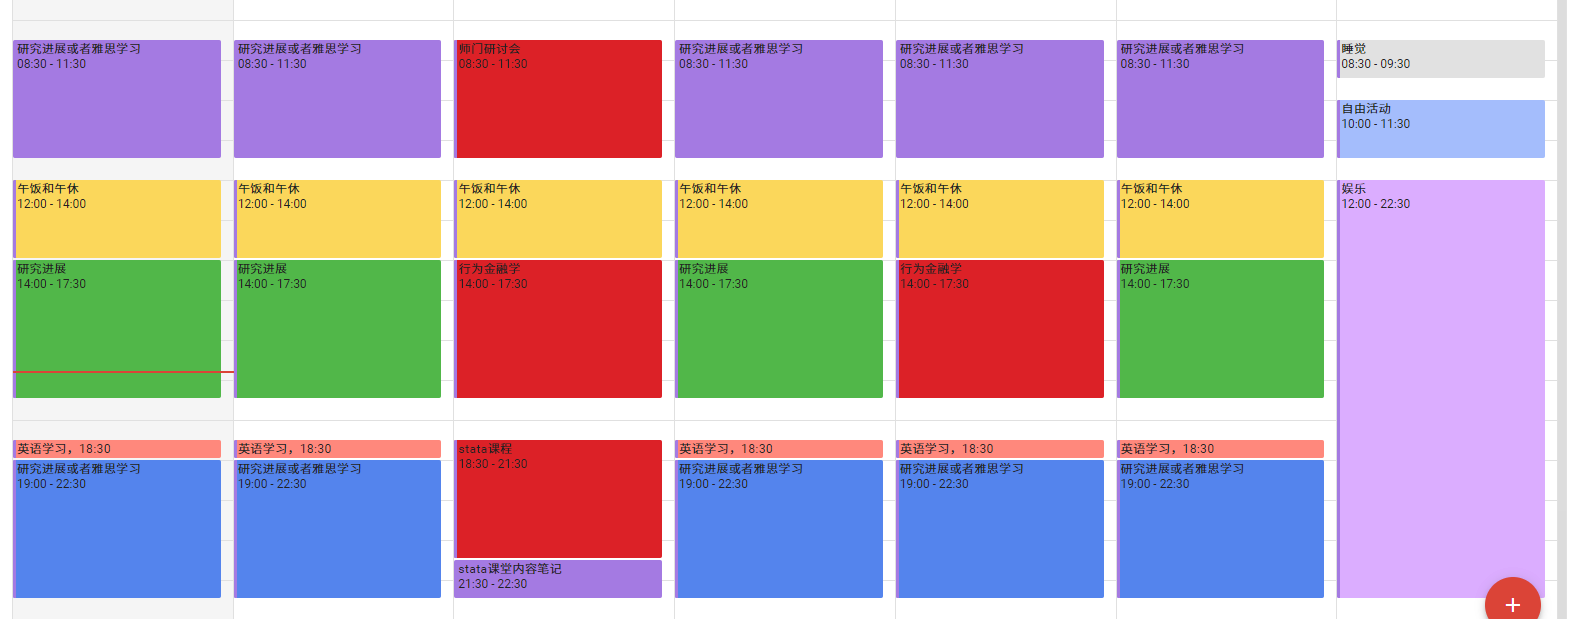 研究进展或者雅思学习
08:30 - 11:30
研究进展或者雅思学习
08:30 - 11:30
师门研讨会
08:30 - 11:30
研究进展或者雅思学习
08:30 - 11:30
研究进展或者雅思学习
08:30 - 11:30
研究进展或者雅思学习
08:30 - 11:30
睡觉
08:30 - 09:30
自由活动
10:00 - 11:30
午饭和午休
12:00 - 14:00
午饭和午休
12:00 - 14:00
午饭和午休
12:00 - 14:00
午饭和午休
12:00 - 14:00
午饭和午休
12:00 - 14:00
午饭和午休
12:00 - 14:00
娱乐
12:00 - 22:30
研究进展
14:00 - 17:30
研究进展
14:00 - 17:30
行为金融学
14:00 - 17:30
研究进展
14:00 - 17:30
行为金融学
14:00 - 17:30
研究进展
14:00 - 17:30
英语学习，18:30
英语学习，18:30
stata课程
18:30 - 21:30
英语学习，18:30
英语学习，18:30
英语学习，18:30
研究进展或者雅思学习
19:00 - 22:30
研究进展或者雅思学习
19:00 - 22:30
研究进展或者雅思学习
19:00 - 22:30
研究进展或者雅思学习
19:00 - 22:30
研究进展或者雅思学习
19:00 - 22:30
stata课堂内容笔记
21:30 - 22:30